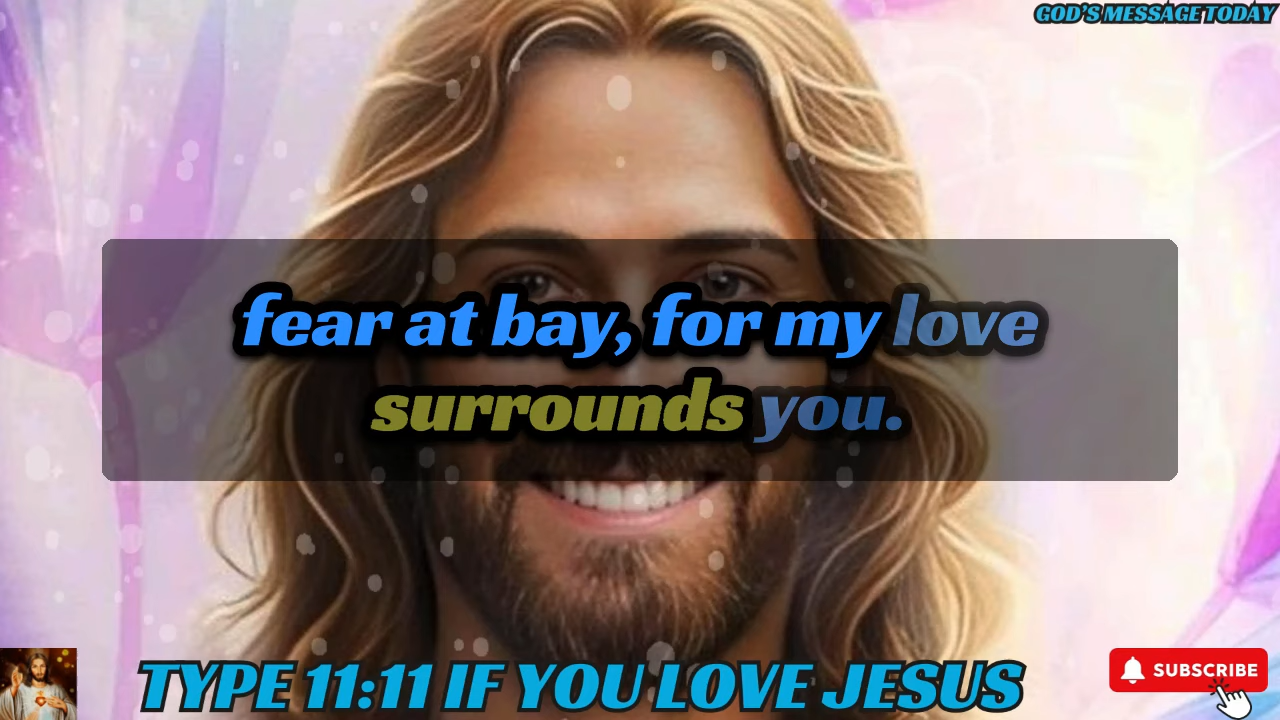 GOD'S MESSAGE TODAY
fear at bay, for my love
surrounds you.
TYPE 11:11 IF YOU LOVE JESUS
SUBSCRIBE